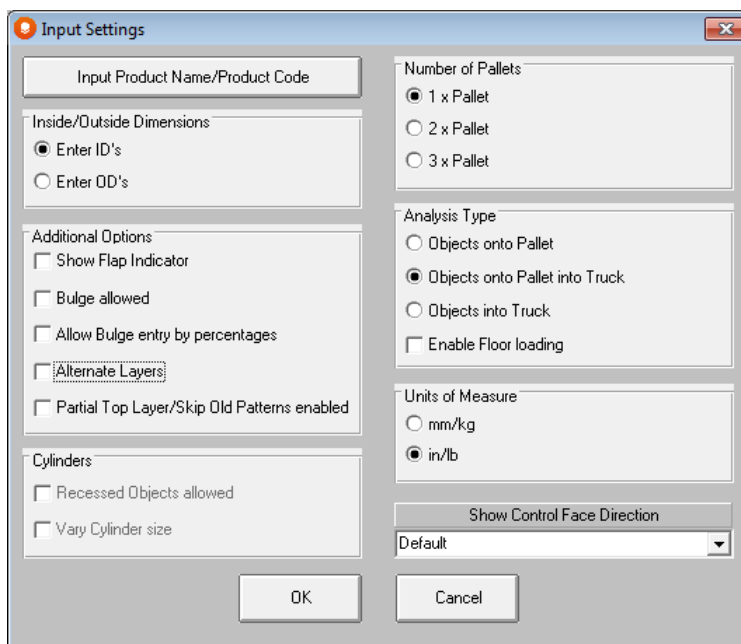 Input Settings
Input Product Name/Product Code
Inside/Outside Dimensions
Enter ID's
Enter OD's
Additional Options
Show Flap Indicator
Bulge allowed
Allow Bulge entry by percentages
Alternate Layers
Partial Top Layer/Skip Old Patterns enabled
Cylinders
Recessed Objects allowed
Vary Cylinder size
Number of Pallets
1 x Pallet
2 x Pallet
3 x Pallet
Analysis Type
Objects onto Pallet
Objects onto Pallet into Truck
Objects into Truck
Enable Floor loading
Units of Measure
mm/kg
in/lb
Show Control Face Direction
Default
OK
Cancel